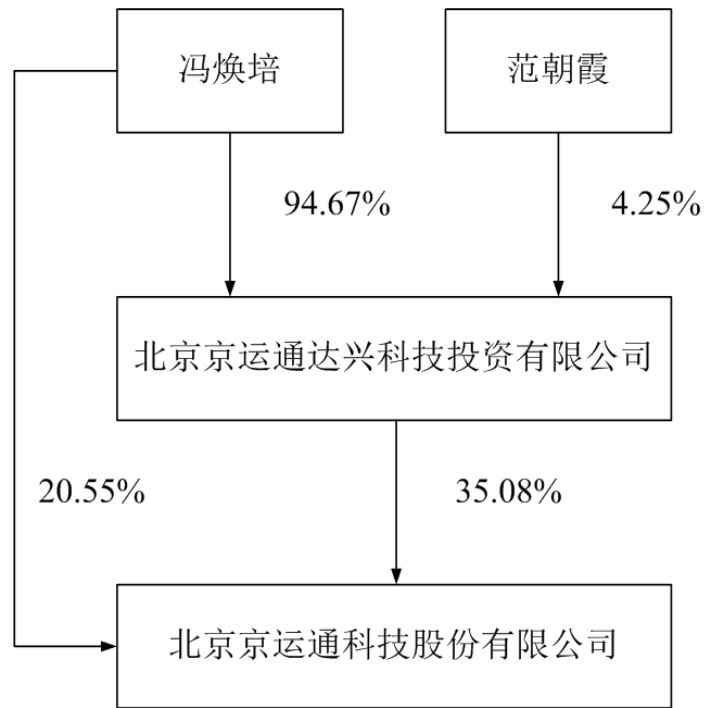 冯焕培
范朝霞
94.67%
4.25%
北京京运通达兴科技投资有限公司
20.55%
35.08%
北京京运通科技股份有限公司